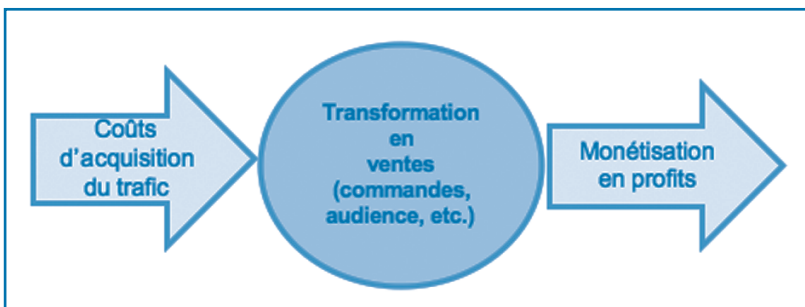 Coûts
d'acquisition
du trafic
Transformation
en
ventes
(commandes,
audience, etc.)
Monétisation
en profits